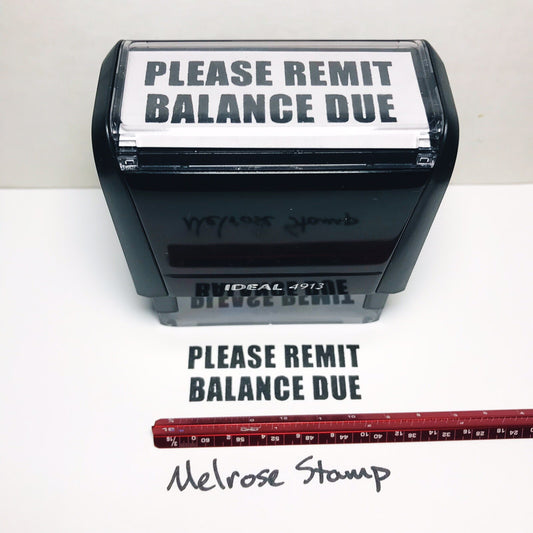 PLEASE REMIT
BALANCE DUE
IDEAL 4913
PLEASE REMIT
BALANCE DUE
Melrose Stamp